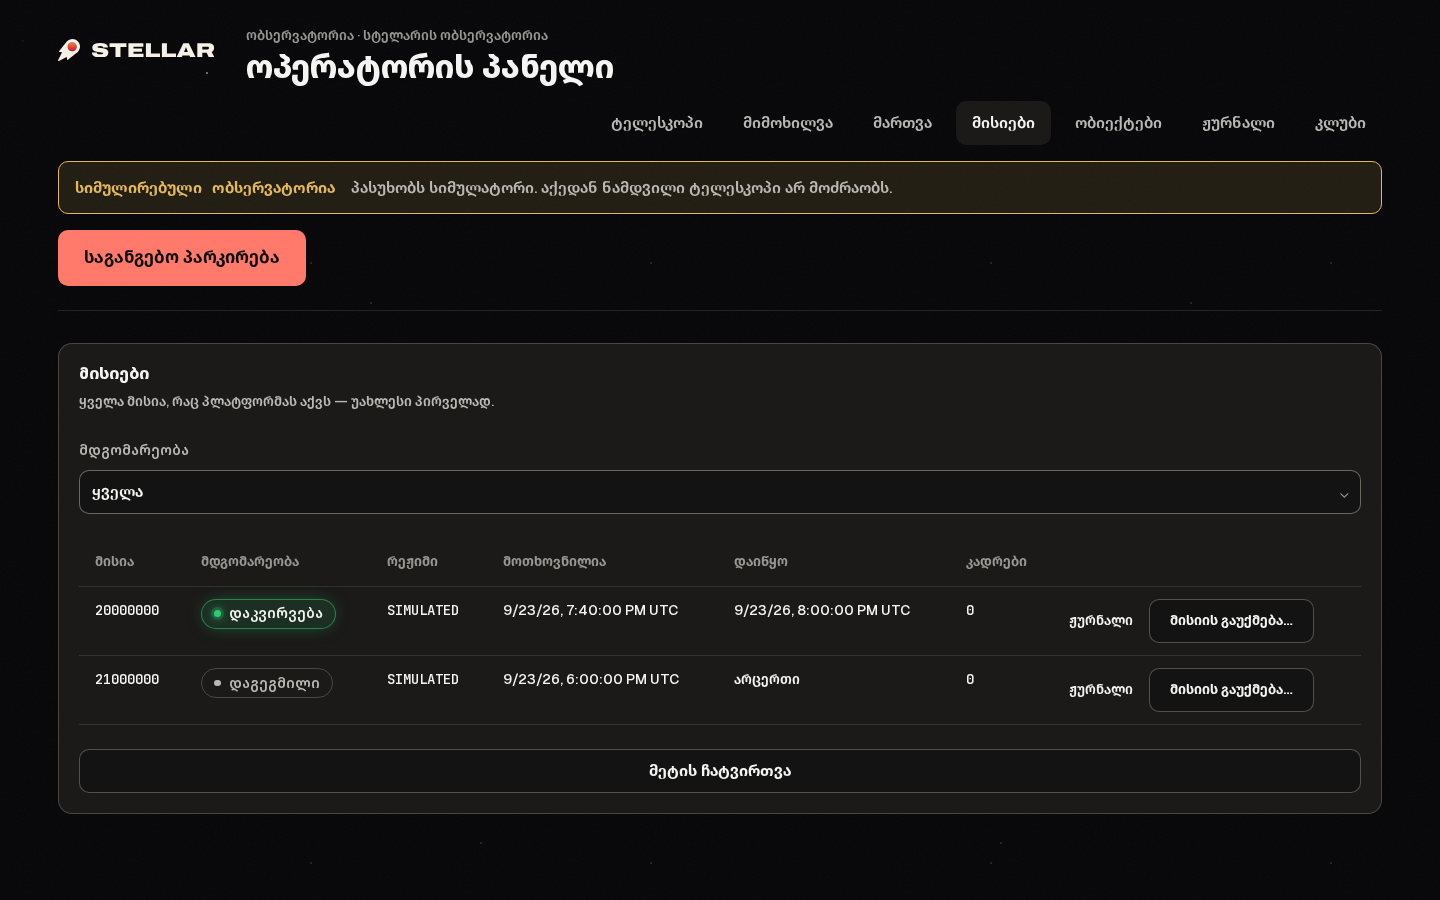 STELLAR
ობსერვატორია · სტელარის ობსერვატორია
ოპერატორის პანელი
ტელესკოპი მიმოხილვა მართვა მისიები ობიექტები ჟურნალი კლუბი
სიმულირებული ობსერვატორია პასუხობს სიმულატორი. აქედან ნამდვილი ტელესკოპი არ მოძრაობს.
საგანგებო პარკირება
მისიები
ყველა მისია, რაც პლატფორმას აქვს — უახლესი პირველად.
მდგომარეობა
ყველა
მისია მდგომარეობა რეჟიმი მოთხოვნილია დაიწყო კადრები
20000000 დაკვირვება SIMULATED 9/23/26, 7:40:00 PM UTC 9/23/26, 8:00:00 PM UTC 0 ჟურნალი მისიის გაუქმება...
21000000 დაგეგმილი SIMULATED 9/23/26, 6:00:00 PM UTC არცერთი 0 ჟურნალი მისიის გაუქმება...
მეტის ჩატვირთვა